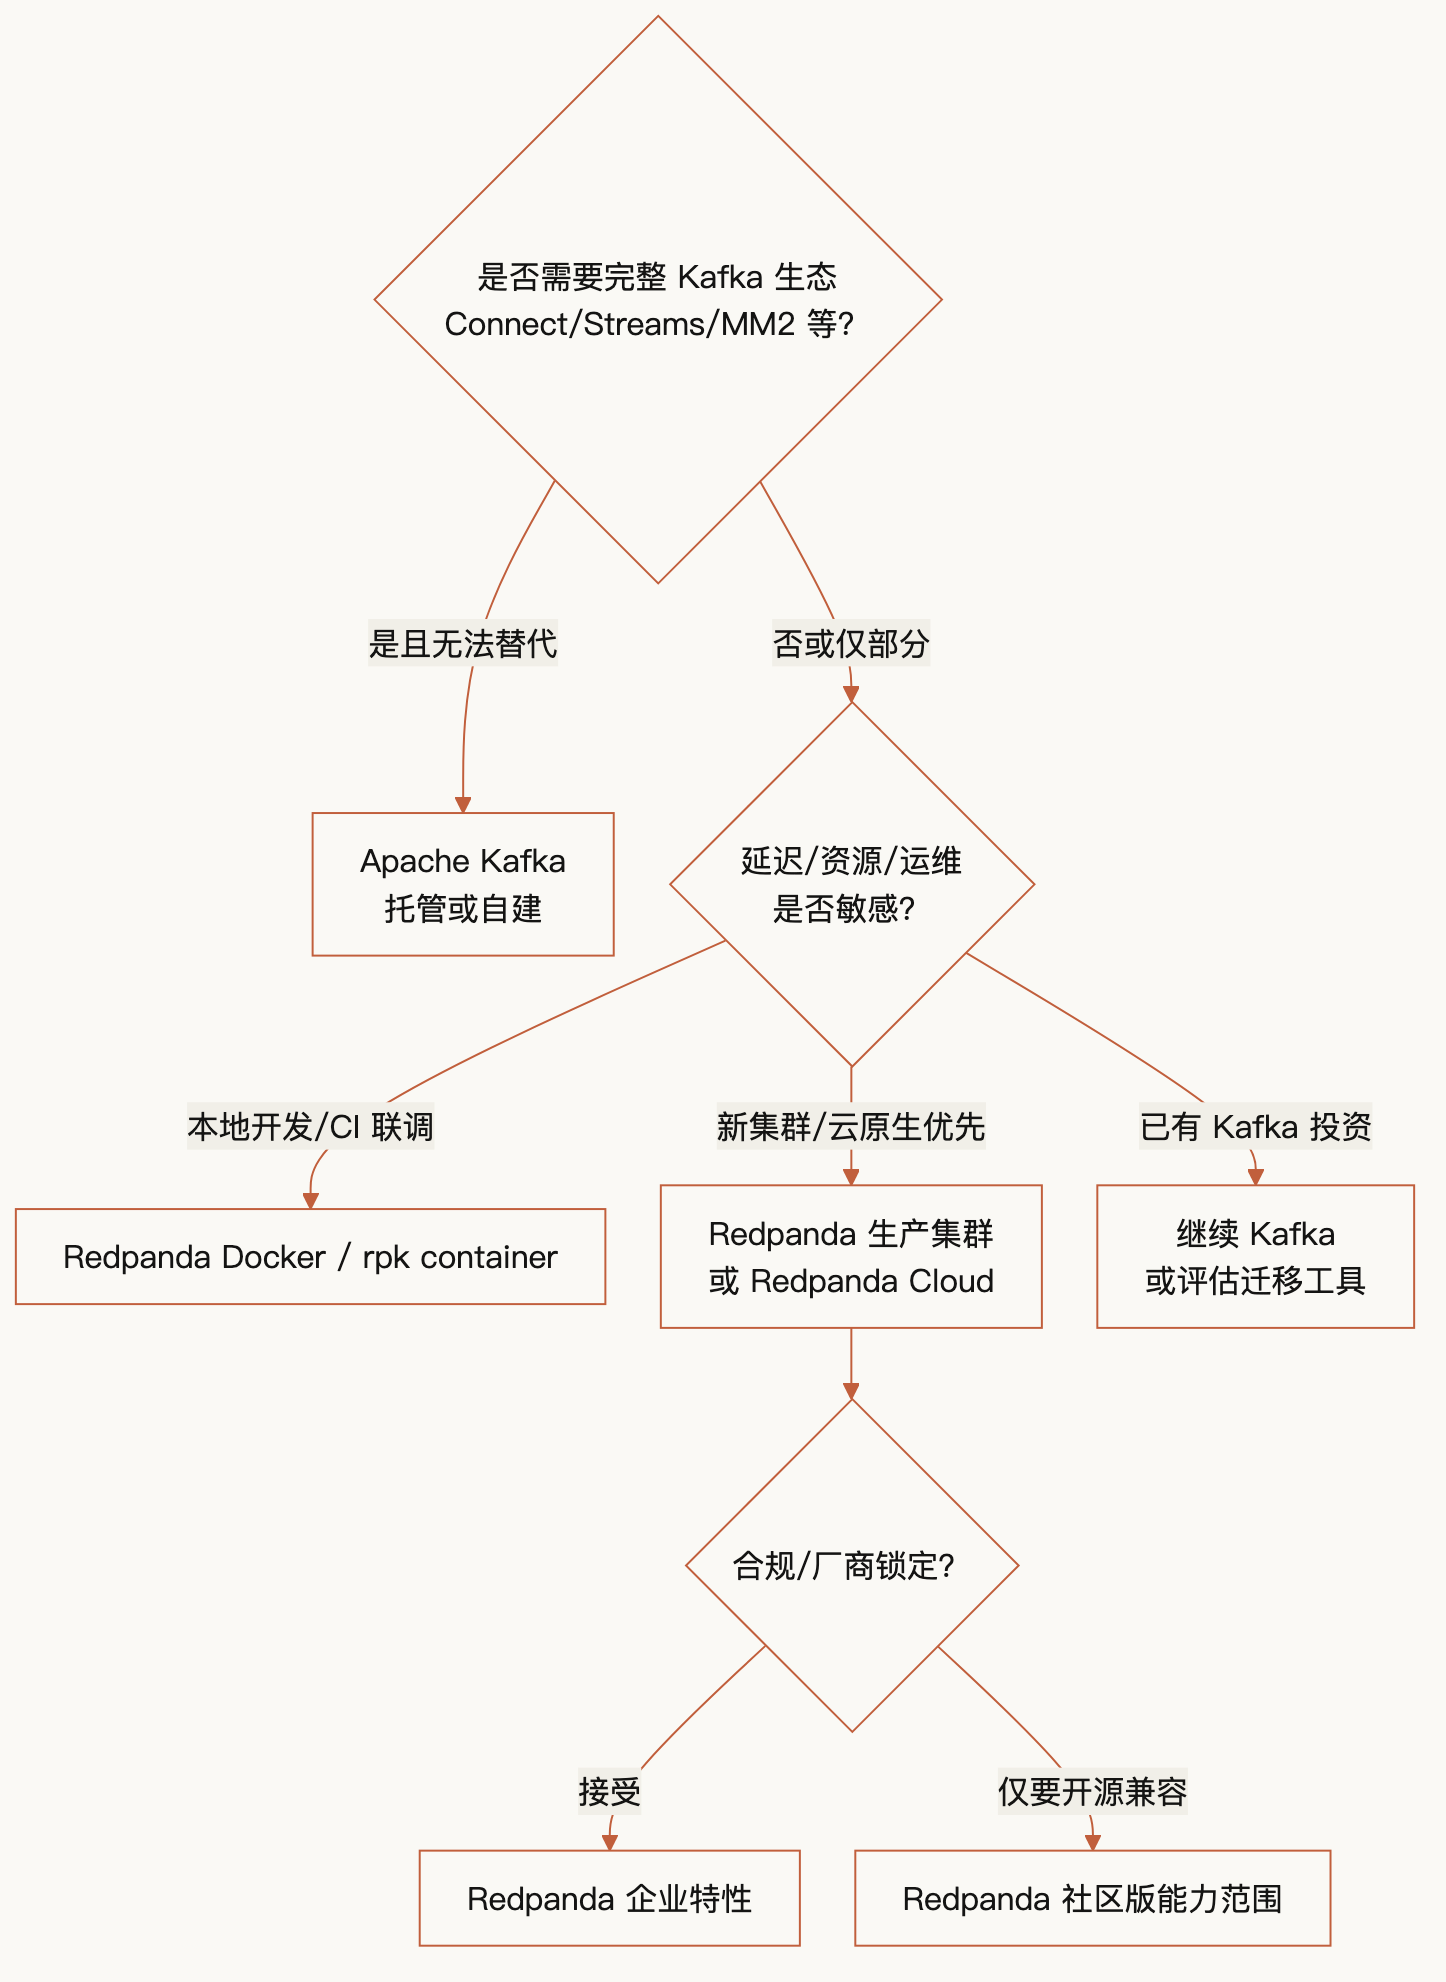 是否需要完整 Kafka 生态
Connect/Streams/MM2 等?
是且无法替代
否或仅部分
Apache Kafka
托管或自建
延迟/资源/运维
是否敏感?
本地开发/CI 联调
新集群/云原生优先
已有 Kafka 投资
Redpanda Docker / rpk container
Redpanda 生产集群
或 Redpanda Cloud
继续 Kafka
或评估迁移工具
合规/厂商锁定?
接受
仅要开源兼容
Redpanda 企业特性
Redpanda 社区版能力范围